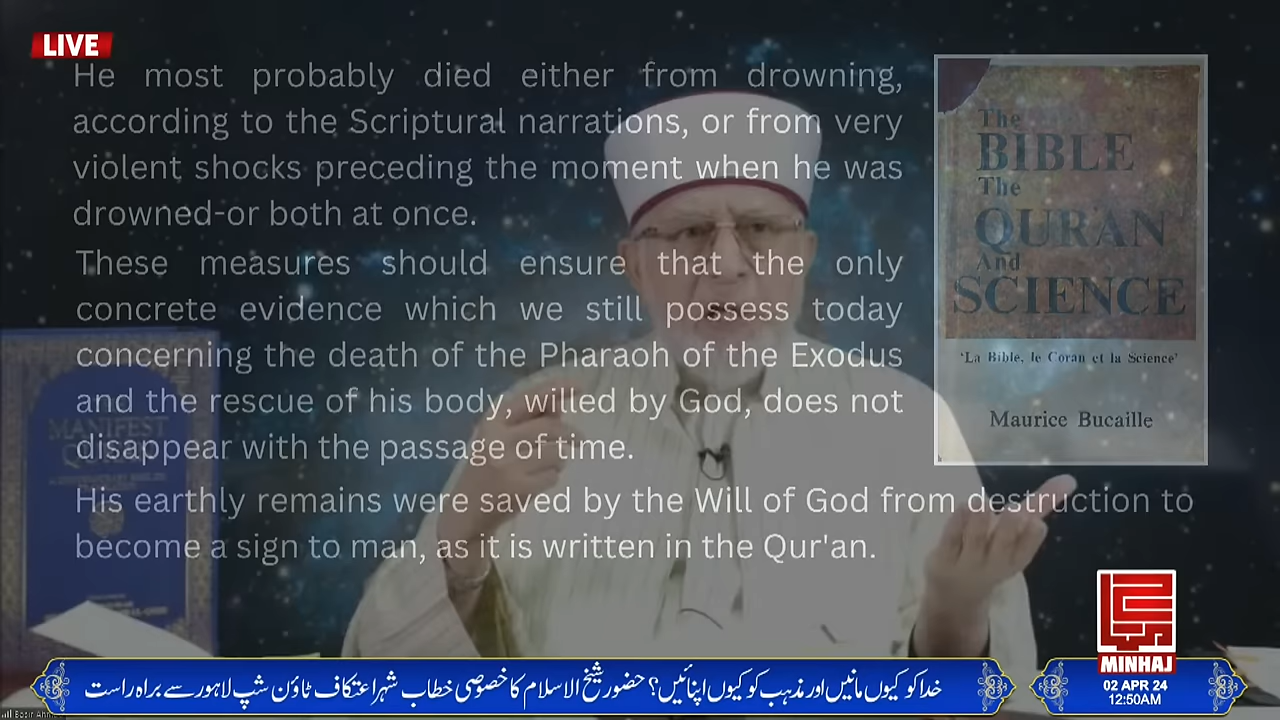 LIVE
He most probably died either from drowning,
according to the Scriptural narrations, or from very
violent shocks preceding the moment when he was
drowned-or both at once.
These measures should ensure that the only
concrete evidence which we still possess today
concerning the death of the Pharaoh of the Exodus
and the rescue of his body, willed by God, does not
disappear with the passage of time.
His earthly remains were saved by the Will of God from destruction to
become a sign to man, as it is written in the Qur'an.
The
BIBLE
The
QURAN
And
SCIENCE
'La Bible, le Coran et la Science'
Maurice Bucaille
MANIFEST
MINHAJ
خدا کو کیوں مانیں اور مذہب کو کیوں اپنائیں؟ حضور شیخ الاسلام کا خصوصی خطاب شہر اعتکاف ٹاؤن شپ لاہور سے براہ راست
02 APR 24
12:50AM